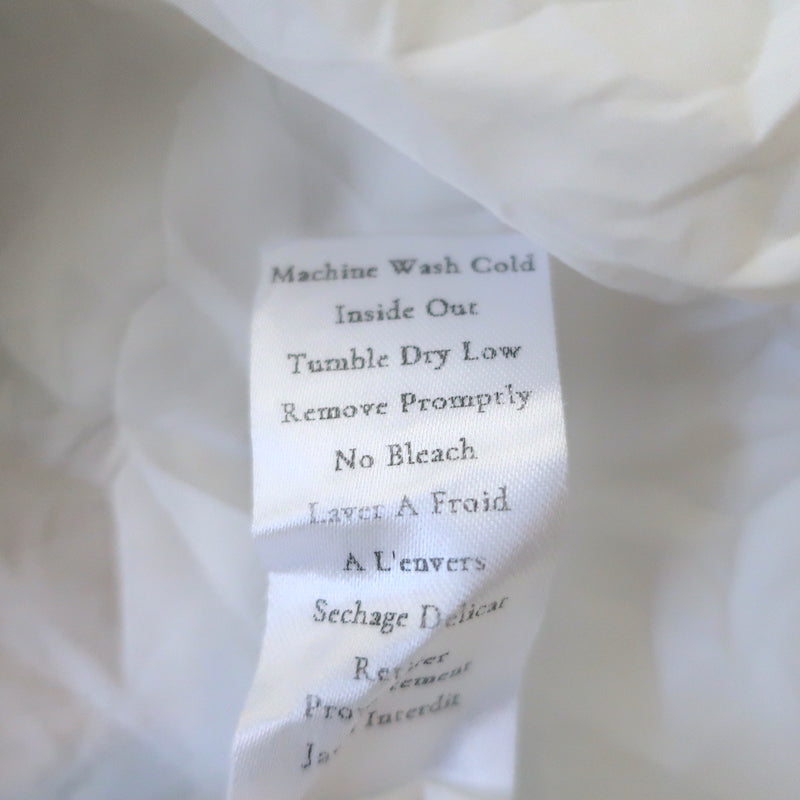 Machine Wash Cold
Inside Out
Tumble Dry Low
Remove Promptly
No Bleach
Laver A Froid
A L'envers
Sechage Delicat
Interdit